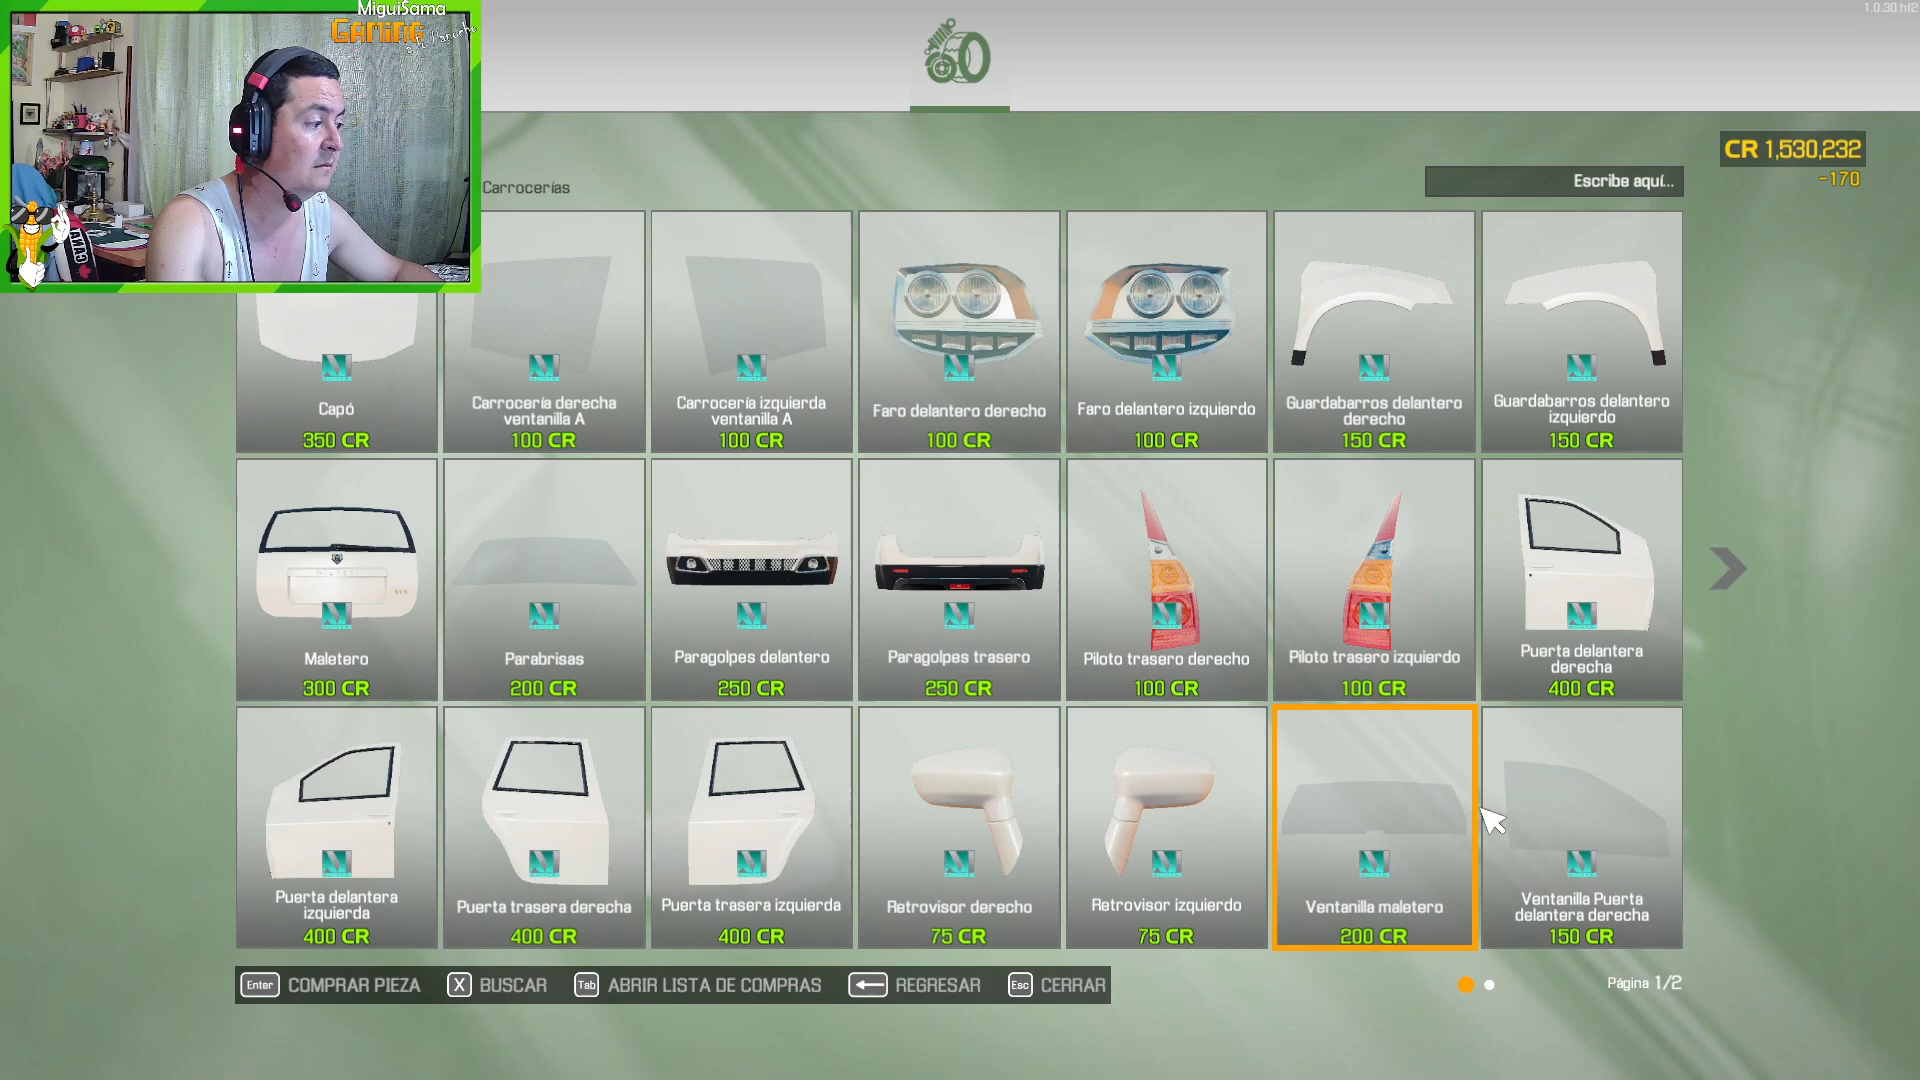 MiguiSama
GAMING
a lo Panocho
1.0.30.hf2
CR 1,530,232
-170
Carrocerías
Escribe aquí...
Capó
350 CR
Carrocería derecha
ventanilla A
100 CR
Carrocería izquierda
ventanilla A
100 CR
Faro delantero derecho
100 CR
Faro delantero izquierdo
100 CR
Guardabarros delantero
derecho
150 CR
Guardabarros delantero
izquierdo
150 CR
Maletero
300 CR
Parabrisas
200 CR
Paragolpes delantero
250 CR
Paragolpes trasero
250 CR
Piloto trasero derecho
100 CR
Piloto trasero izquierdo
100 CR
Puerta delantera
derecha
400 CR
Puerta delantera
izquierda
400 CR
Puerta trasera derecha
400 CR
Puerta trasera izquierda
400 CR
Retrovisor derecho
75 CR
Retrovisor izquierdo
75 CR
Ventanilla maletero
200 CR
Ventanilla Puerta
delantera derecha
150 CR
Enter COMPRAR PIEZA X BUSCAR Tab ABRIR LISTA DE COMPRAS REGRESAR Esc CERRAR
Página 1/2